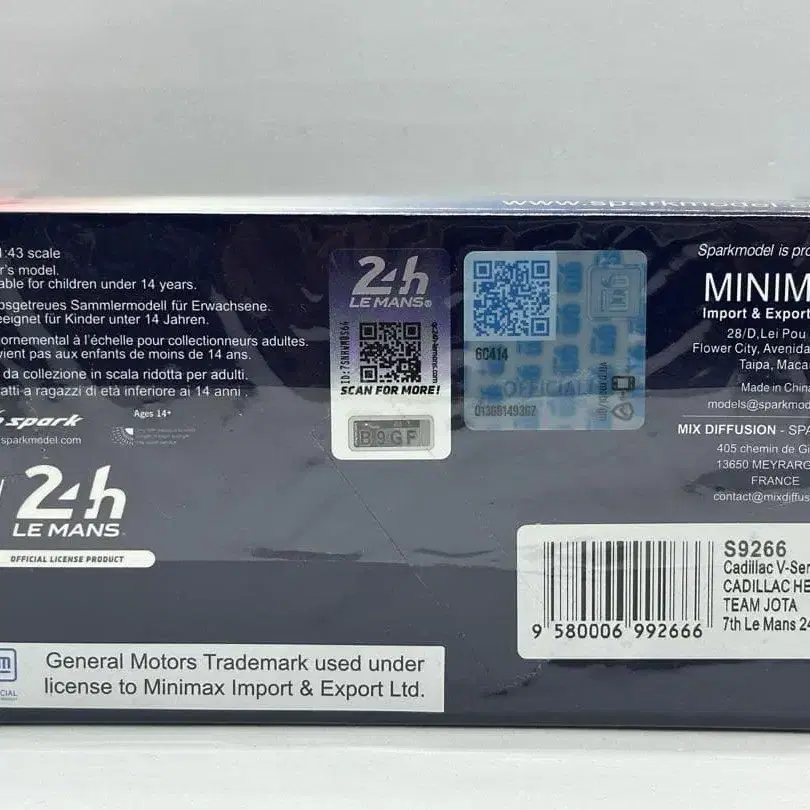 www.sparkmodel.
1:43 scale
r's model.
able for children under 14 years.
osgetreues Sammlermodell für Erwachsene.
eeignet für Kinder unter 14 Jahren.
ornemental à l'échelle pour collectionneurs adultes.
vient pas aux enfants de moins de 14 ans.
da collezione in scala ridotta per adulti.
atti a ragazzi di età inferiore ai 14 anni
spark
sparkmodel.com
Ages 14+
24h
LE MANS
OFFICIAL LICENSE PRODUCT
24h
LE MANS
SCAN FOR MORE!
B9GF
6C414
OFFICIAL
01368149367
Sparkmodel is pro
MINIM
Import & Export
28/D,Lei Pou
Flower City, Avenida
Taipa, Maca
Made in China
models@sparkmod
MIX DIFFUSION - SPA
405 chemin de Gi
13650 MEYRARG
FRANCE
contact@mixdiffus
S9266
Cadillac V-Ser
CADILLAC HE
TEAM JOTA
7th Le Mans 24
9 580006 992666
gm
CIAL
General Motors Trademark used under
license to Minimax Import & Export Ltd.